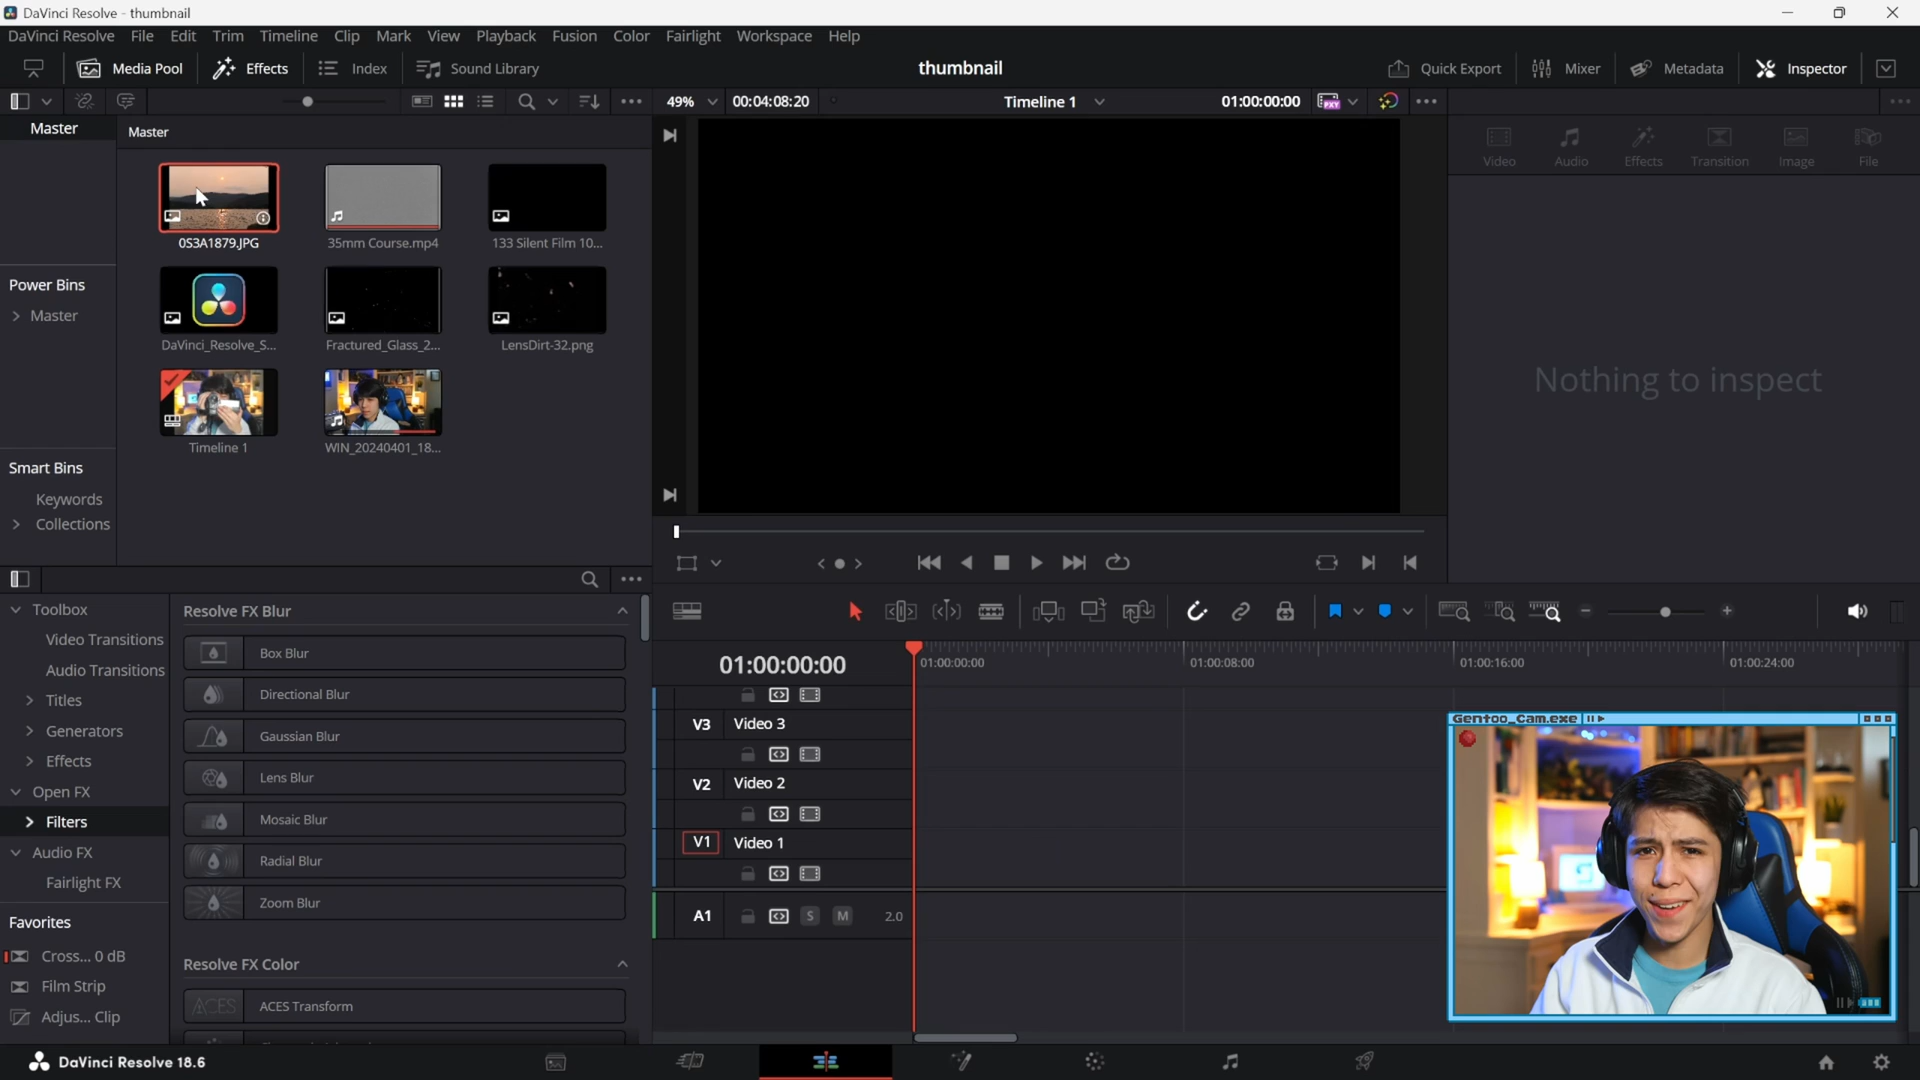 DaVinci Resolve - thumbnail
DaVinci Resolve File Edit Trim Timeline Clip Mark View Playback Fusion Color Fairlight Workspace Help
Media Pool Effects Index Sound Library thumbnail Quick Export Mixer Metadata Inspector
49% 00:04:08:20 Timeline 1 01:00:00:00 PXY
Master Master
Video Audio Effects Transition Image File
0S3A1879.JPG 35mm Course.mp4 133 Silent Film 10...
Power Bins
Master
DaVinci_Resolve_S... Fractured_Glass_2... LensDirt-32.png
Nothing to inspect
Timeline 1 WIN_20240401_18...
Smart Bins
Keywords
Collections
Toolbox Resolve FX Blur
Video Transitions Box Blur
Audio Transitions Directional Blur
Titles
Generators Gaussian Blur
Effects Lens Blur
Open FX
Filters Mosaic Blur
Audio FX Radial Blur
Fairlight FX Zoom Blur
Favorites
Cross... 0 dB Resolve FX Color
Film Strip
Adjus... Clip ACES ACES Transform
01:00:00:00 01:00:00:00 01:00:08:00 01:00:16:00 01:00:24:00
V3 Video 3
V2 Video 2
V1 Video 1
A1 S M 2.0
Gentoo_Cam.exe
DaVinci Resolve 18.6